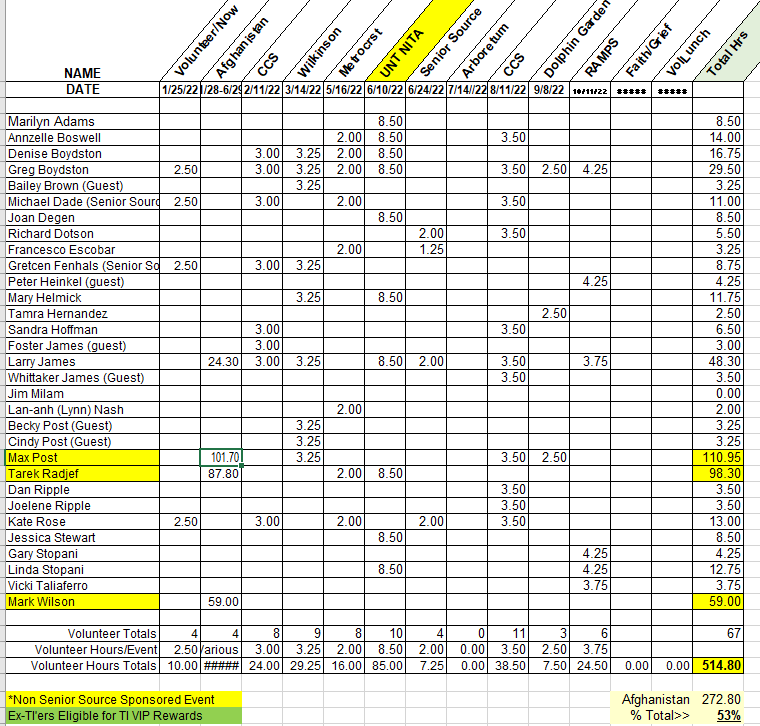 Volunteer/Now Afghanistan CCS Wilkinson Metrocrst UNT NITA Senior Source Arboretum CCS Dolphin Garden RAMPS Faith/Grief VOLLunch Total Hrs
NAME
DATE 1/25/22 1/28-6/29 2/11/22 3/14/22 5/16/22 6/10/22 6/24/22 7/14//22 8/11/22 9/8/22 10/11/22 ##### #####
Marilyn Adams 8.50 8.50
Annzelle Boswell 2.00 8.50 3.50 14.00
Denise Boydston 3.00 3.25 2.00 8.50 16.75
Greg Boydston 2.50 3.00 3.25 2.00 8.50 3.50 2.50 4.25 29.50
Bailey Brown (Guest) 3.25 3.25
Michael Dade (Senior Sourc 2.50 3.00 2.00 3.50 11.00
Joan Degen 8.50 8.50
Richard Dotson 2.00 3.50 5.50
Francesco Escobar 2.00 1.25 3.25
Gretcen Fenhals (Senior So 2.50 3.00 3.25 8.75
Peter Heinkel (guest) 4.25 4.25
Mary Helmick 3.25 8.50 11.75
Tamra Hernandez 2.50 2.50
Sandra Hoffman 3.00 3.50 6.50
Foster James (guest) 3.00 3.00
Larry James 24.30 3.00 3.25 8.50 2.00 3.50 3.75 48.30
Whittaker James (Guest) 3.50 3.50
Jim Milam 0.00
Lan-anh (Lynn) Nash 2.00 2.00
Becky Post (Guest) 3.25 3.25
Cindy Post (Guest) 3.25 3.25
Max Post 101.70 3.25 3.50 2.50 110.95
Tarek Radjef 87.80 2.00 8.50 98.30
Dan Ripple 3.50 3.50
Joelene Ripple 3.50 3.50
Kate Rose 2.50 3.00 2.00 2.00 3.50 13.00
Jessica Stewart 8.50 8.50
Gary Stopani 4.25 4.25
Linda Stopani 8.50 4.25 12.75
Vicki Taliaferro 3.75 3.75
Mark Wilson 59.00 59.00
Volunteer Totals 4 4 8 9 8 10 4 0 11 3 6 67
Volunteer Hours/Event 2.50 Various 3.00 3.25 2.00 8.50 2.00 0.00 3.50 2.50 3.75
Volunteer Hours Totals 10.00 ##### 24.00 29.25 16.00 85.00 7.25 0.00 38.50 7.50 24.50 0.00 0.00 514.80
*Non Senior Source Sponsored Event Afghanistan 272.80
Ex-TI'ers Eligible for TI VIP Rewards % Total>> 53%